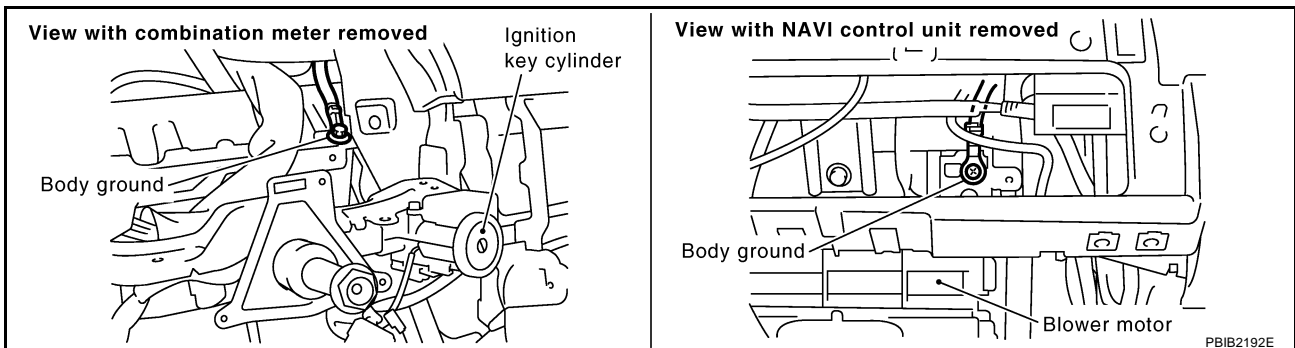 View with combination meter removed
Ignition
key cylinder
Body ground
View with NAVI control unit removed
Body ground
Blower motor
PBIB2192E